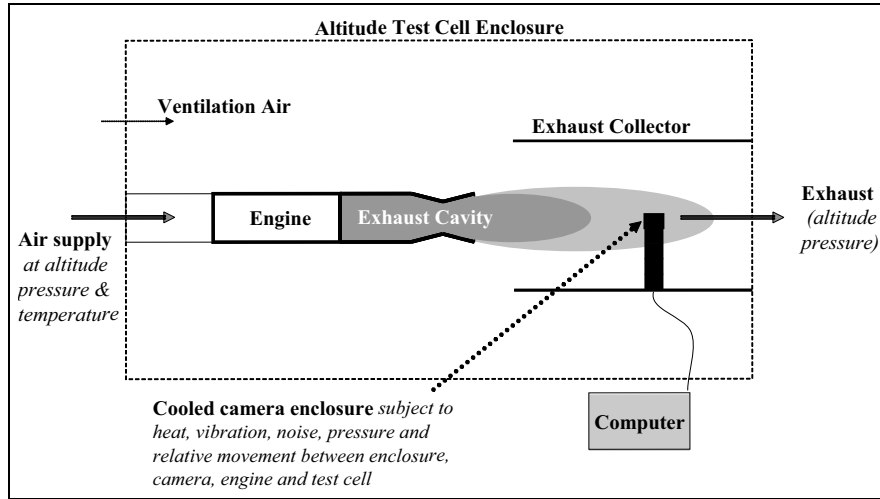 Altitude Test Cell Enclosure
Ventilation Air
Exhaust Collector
Engine
Exhaust Cavity
Exhaust
(altitude
pressure)
Air supply
at altitude
pressure &
temperature
Cooled camera enclosure subject to
heat, vibration, noise, pressure and
relative movement between enclosure,
camera, engine and test cell
Computer